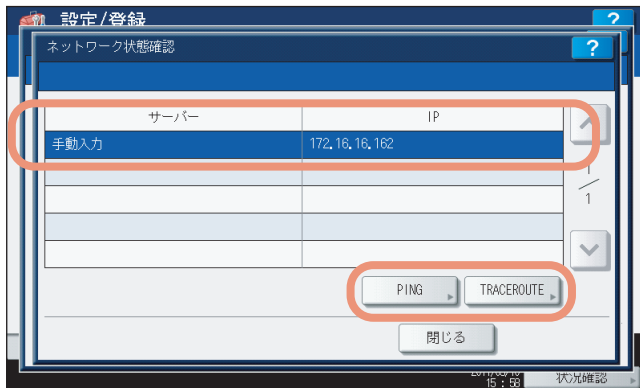 設定/登録
?
ネットワーク状態確認
?
サーバー IP
手動入力 172.16.16.162
1
1
PING TRACEROUTE
閉じる
15:58 状況確認